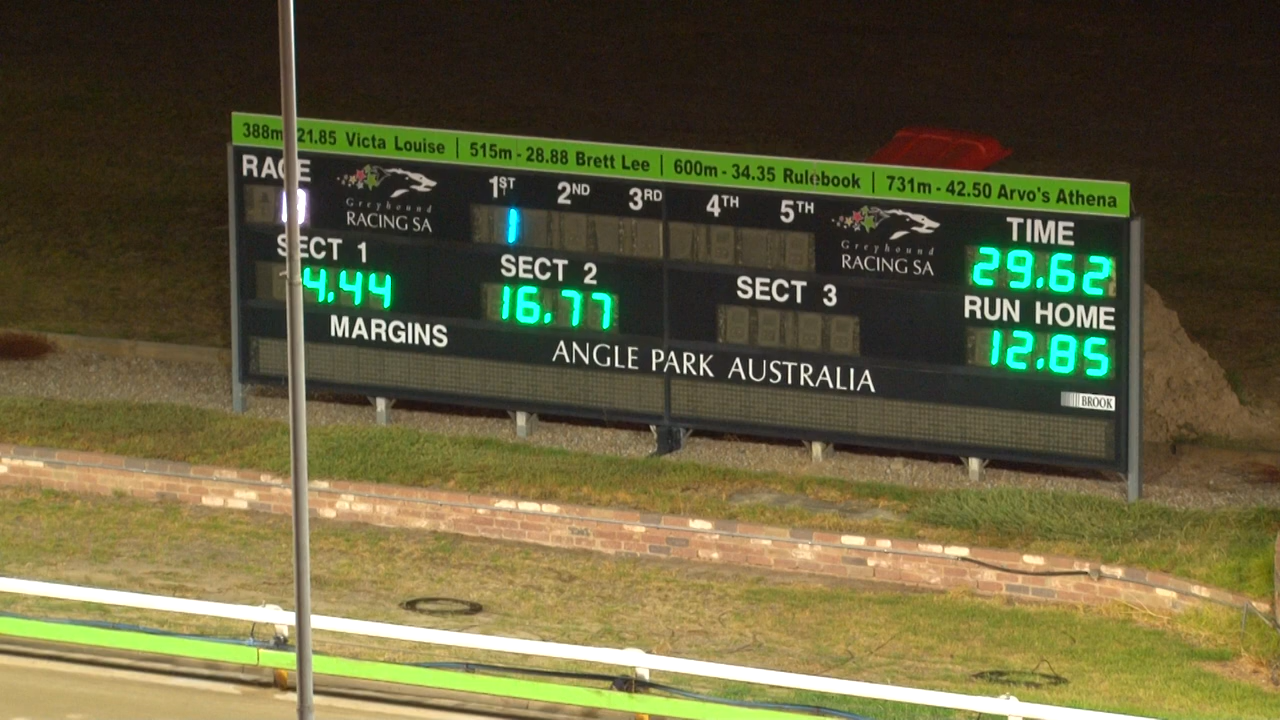 388m 21.85 Victa Louise | 515m - 28.88 Brett Lee | 600m - 34.35 Rulebook | 731m - 42.50 Arvo's Athena
RACE
Greyhound
RACING SA
1ST 2ND 3RD 4TH 5TH
1
Greyhound
RACING SA
TIME
29.62
SECT 1
4.44
SECT 2
16.77
SECT 3
RUN HOME
12.85
MARGINS
ANGLE PARK AUSTRALIA
BROOK